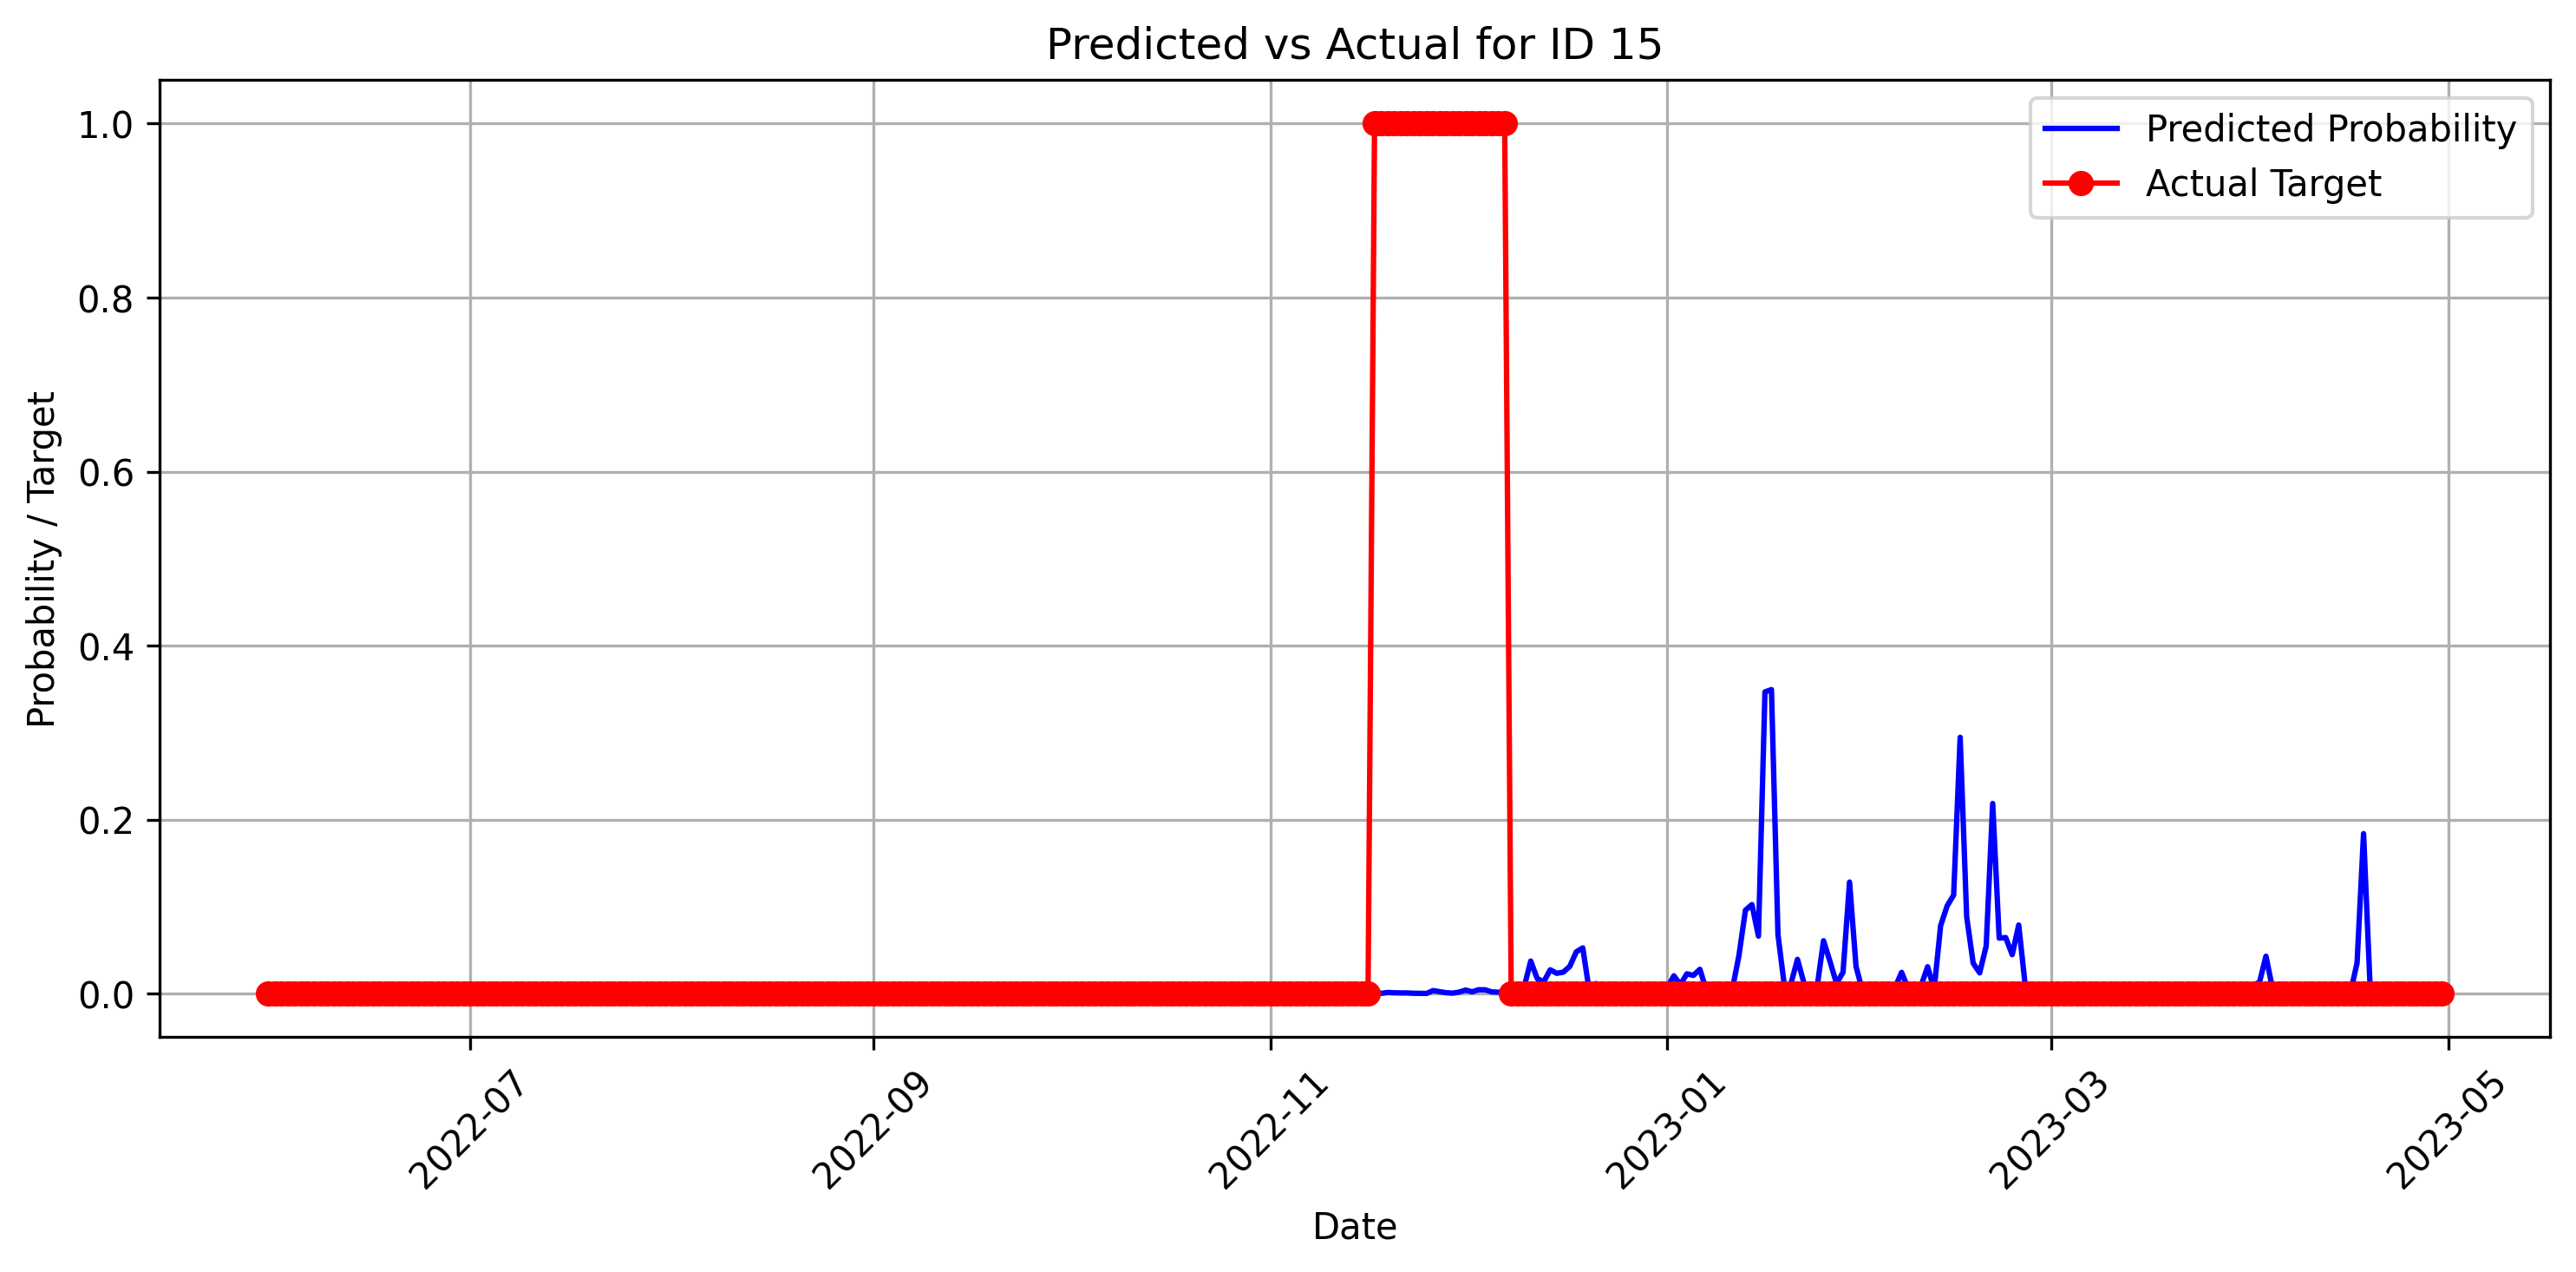 Predicted vs Actual for ID 15
Predicted Probability
Actual Target
Probability / Target
1.0
0.8
0.6
0.4
0.2
0.0
2022-07
2022-09
2022-11
2023-01
2023-03
2023-05
Date